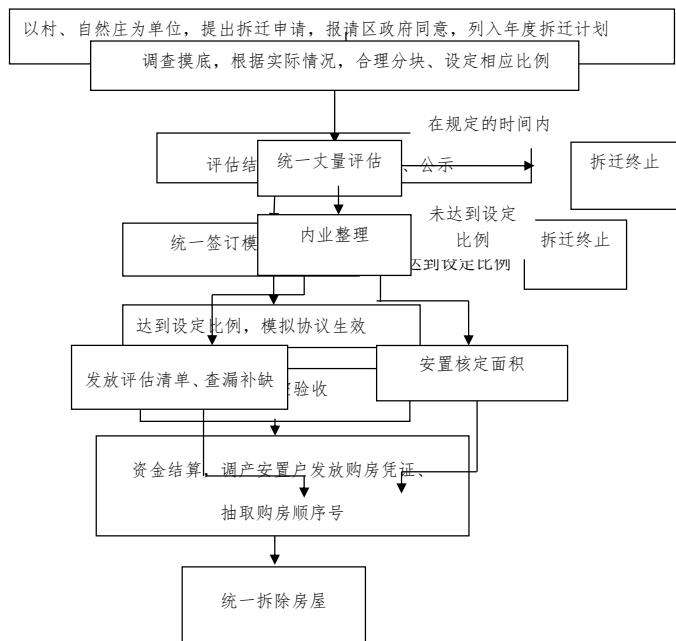 以村、自然庄为单位，提出拆迁申请，报请区政府同意，列入年度拆迁计划
调查摸底，根据实际情况，合理分块、设定相应比例
在规定的时间内
评估结
、公示
统一丈量评估
拆迁终止
未达到设定
比例
统一签订模
内业整理
拆迁终止
达到设定比例
达到设定比例，模拟协议生效
发放评估清单、查漏补缺
验收
安置核定面积
资金结算，调产安置户发放购房凭证、
抽取购房顺序号
统一拆除房屋